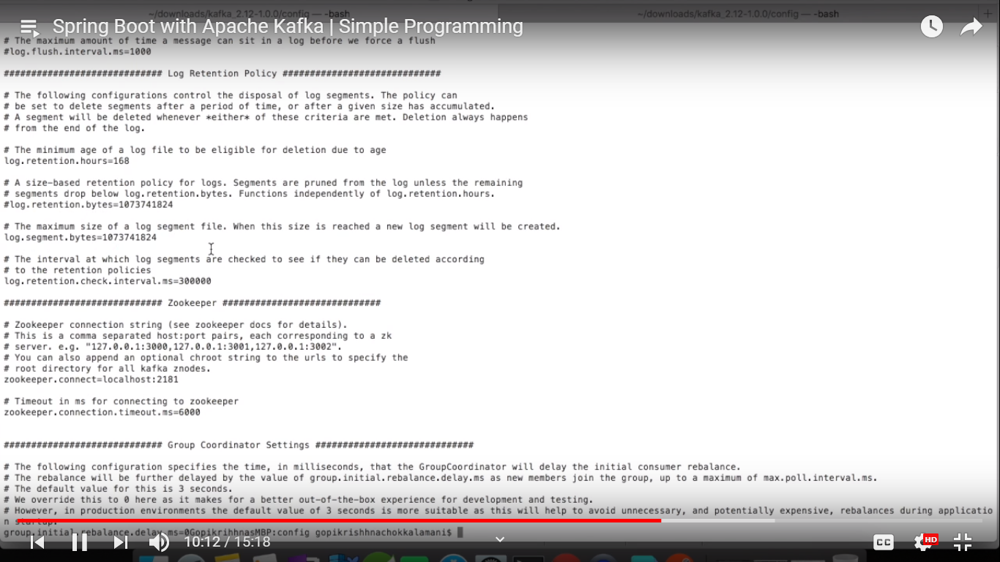 ~/downloads/kafka_2.12-1.0.0/config — -bash
~/downloads/kafka_2.12-1.0.0/config — -bash
Spring Boot with Apache Kafka | Simple Programming
# The maximum amount of time a message can sit in a log before we force a flush
#log.flush.interval.ms=1000
############################# Log Retention Policy #############################
# The following configurations control the disposal of log segments. The policy can
# be set to delete segments after a period of time, or after a given size has accumulated.
# A segment will be deleted whenever *either* of these criteria are met. Deletion always happens
# from the end of the log.
# The minimum age of a log file to be eligible for deletion due to age
log.retention.hours=168
# A size-based retention policy for logs. Segments are pruned from the log unless the remaining
# segments drop below log.retention.bytes. Functions independently of log.retention.hours.
#log.retention.bytes=1073741824
# The maximum size of a log segment file. When this size is reached a new log segment will be created.
log.segment.bytes=1073741824
# The interval at which log segments are checked to see if they can be deleted according
# to the retention policies
log.retention.check.interval.ms=300000
############################# Zookeeper #############################
# Zookeeper connection string (see zookeeper docs for details).
# This is a comma separated host:port pairs, each corresponding to a zk
# server. e.g. "127.0.0.1:3000,127.0.0.1:3001,127.0.0.1:3002".
# You can also append an optional chroot string to the urls to specify the
# root directory for all kafka znodes.
zookeeper.connect=localhost:2181
# Timeout in ms for connecting to zookeeper
zookeeper.connection.timeout.ms=6000
############################# Group Coordinator Settings #############################
# The following configuration specifies the time, in milliseconds, that the GroupCoordinator will delay the initial consumer rebalance.
# The rebalance will be further delayed by the value of group.initial.rebalance.delay.ms as new members join the group, up to a maximum of max.poll.interval.ms.
# The default value for this is 3 seconds.
# We override this to 0 here as it makes for a better out-of-the-box experience for development and testing.
# However, in production environments the default value of 3 seconds is more suitable as this will help to avoid unnecessary, and potentially expensive, rebalances during applicatio
n startup.
group.initial.rebalance.delay.ms=0GopikrihhnasMBP:config gopikrishhnachokkalamani$
10:12 / 15:18
CC
HD